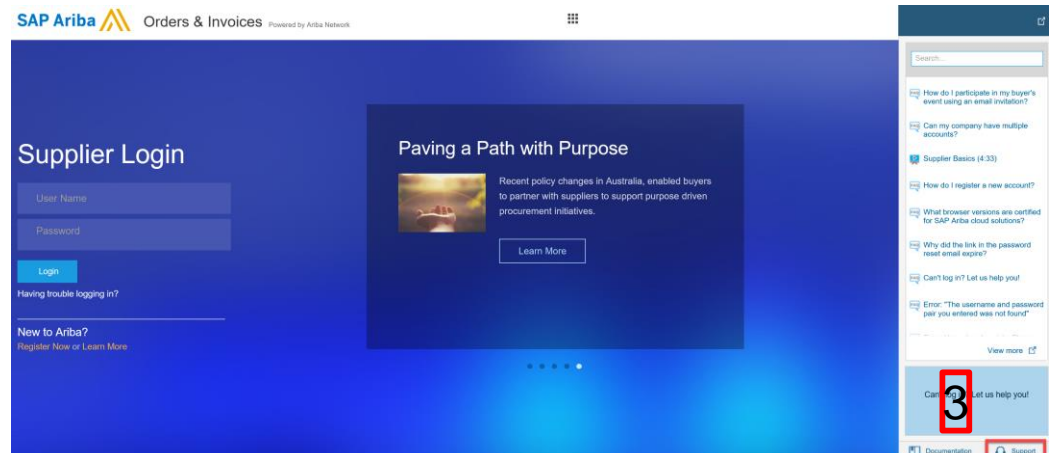 SAP Ariba Orders & Invoices Powered by Ariba Network
Supplier Login
User Name
Password
Login
Having trouble logging in?
New to Ariba?
Register Now or Learn More
Paving a Path with Purpose
Recent policy changes in Australia, enabled buyers
to partner with suppliers to support purpose driven
procurement initiatives.
Learn More
Search...
How do I participate in my buyer's
event using an email invitation?
Can my company have multiple
accounts?
Supplier Basics (4:33)
How do I register a new account?
What browser versions are certified
for SAP Ariba cloud solutions?
Why did the link in the password
reset email expire?
Can't log in? Let us help you!
Error: "The username and password
pair you entered was not found"
View more
Let us help you!
3
Documentation Support